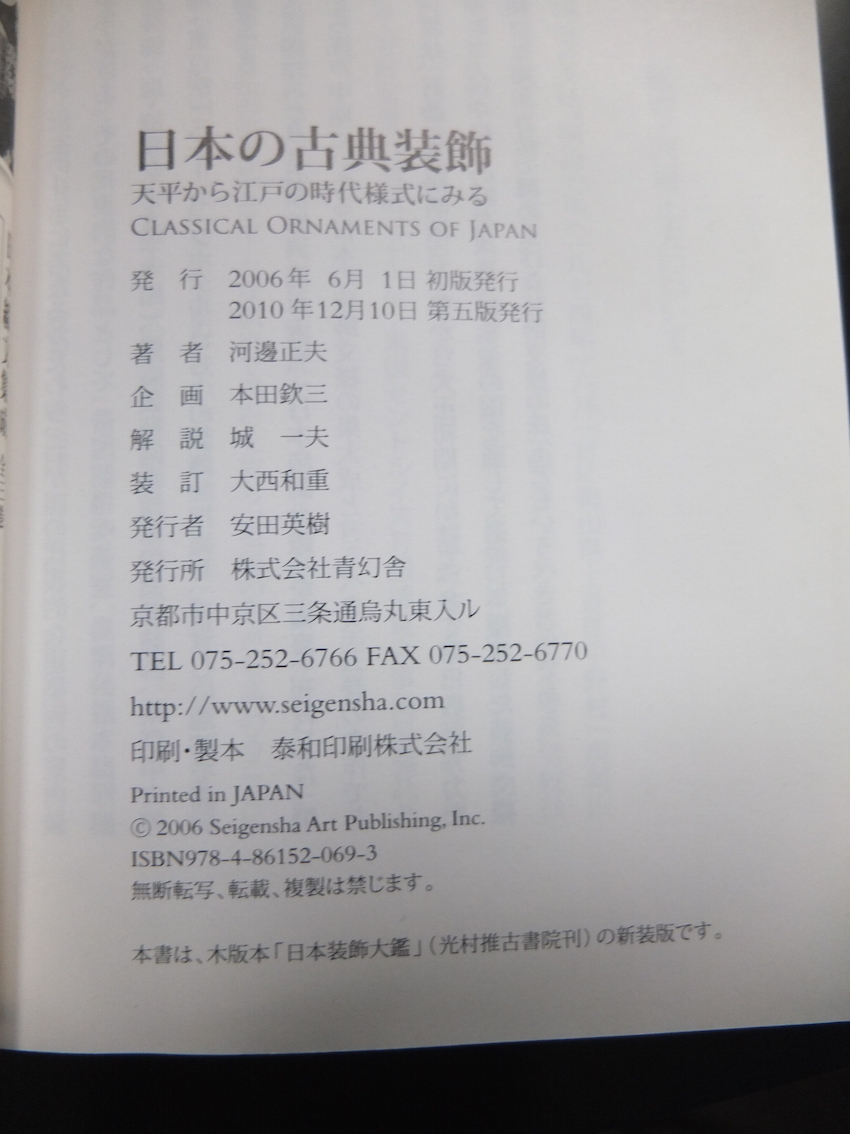 日本の古典装飾
天平から江戸の時代様式にみる
CLASSICAL ORNAMENTS OF JAPAN
発 行 2006年 6月 1日 初版発行
2010年12月10日 第五版発行
著 者 河邊正夫
企 画 本田欽三
解 説 城 一夫
装 訂 大西和重
発行者 安田英樹
発行所 株式会社青幻舎
京都市中京区三条通烏丸東入ル
TEL 075-252-6766 FAX 075-252-6770
http://www.seigensha.com
印刷・製本 泰和印刷株式会社
Printed in JAPAN
© 2006 Seigensha Art Publishing, Inc.
ISBN978-4-86152-069-3
無断転写、転載、複製は禁じます。
本書は、木版本「日本装飾大鑑」(光村推古書院刊)の新装版です。